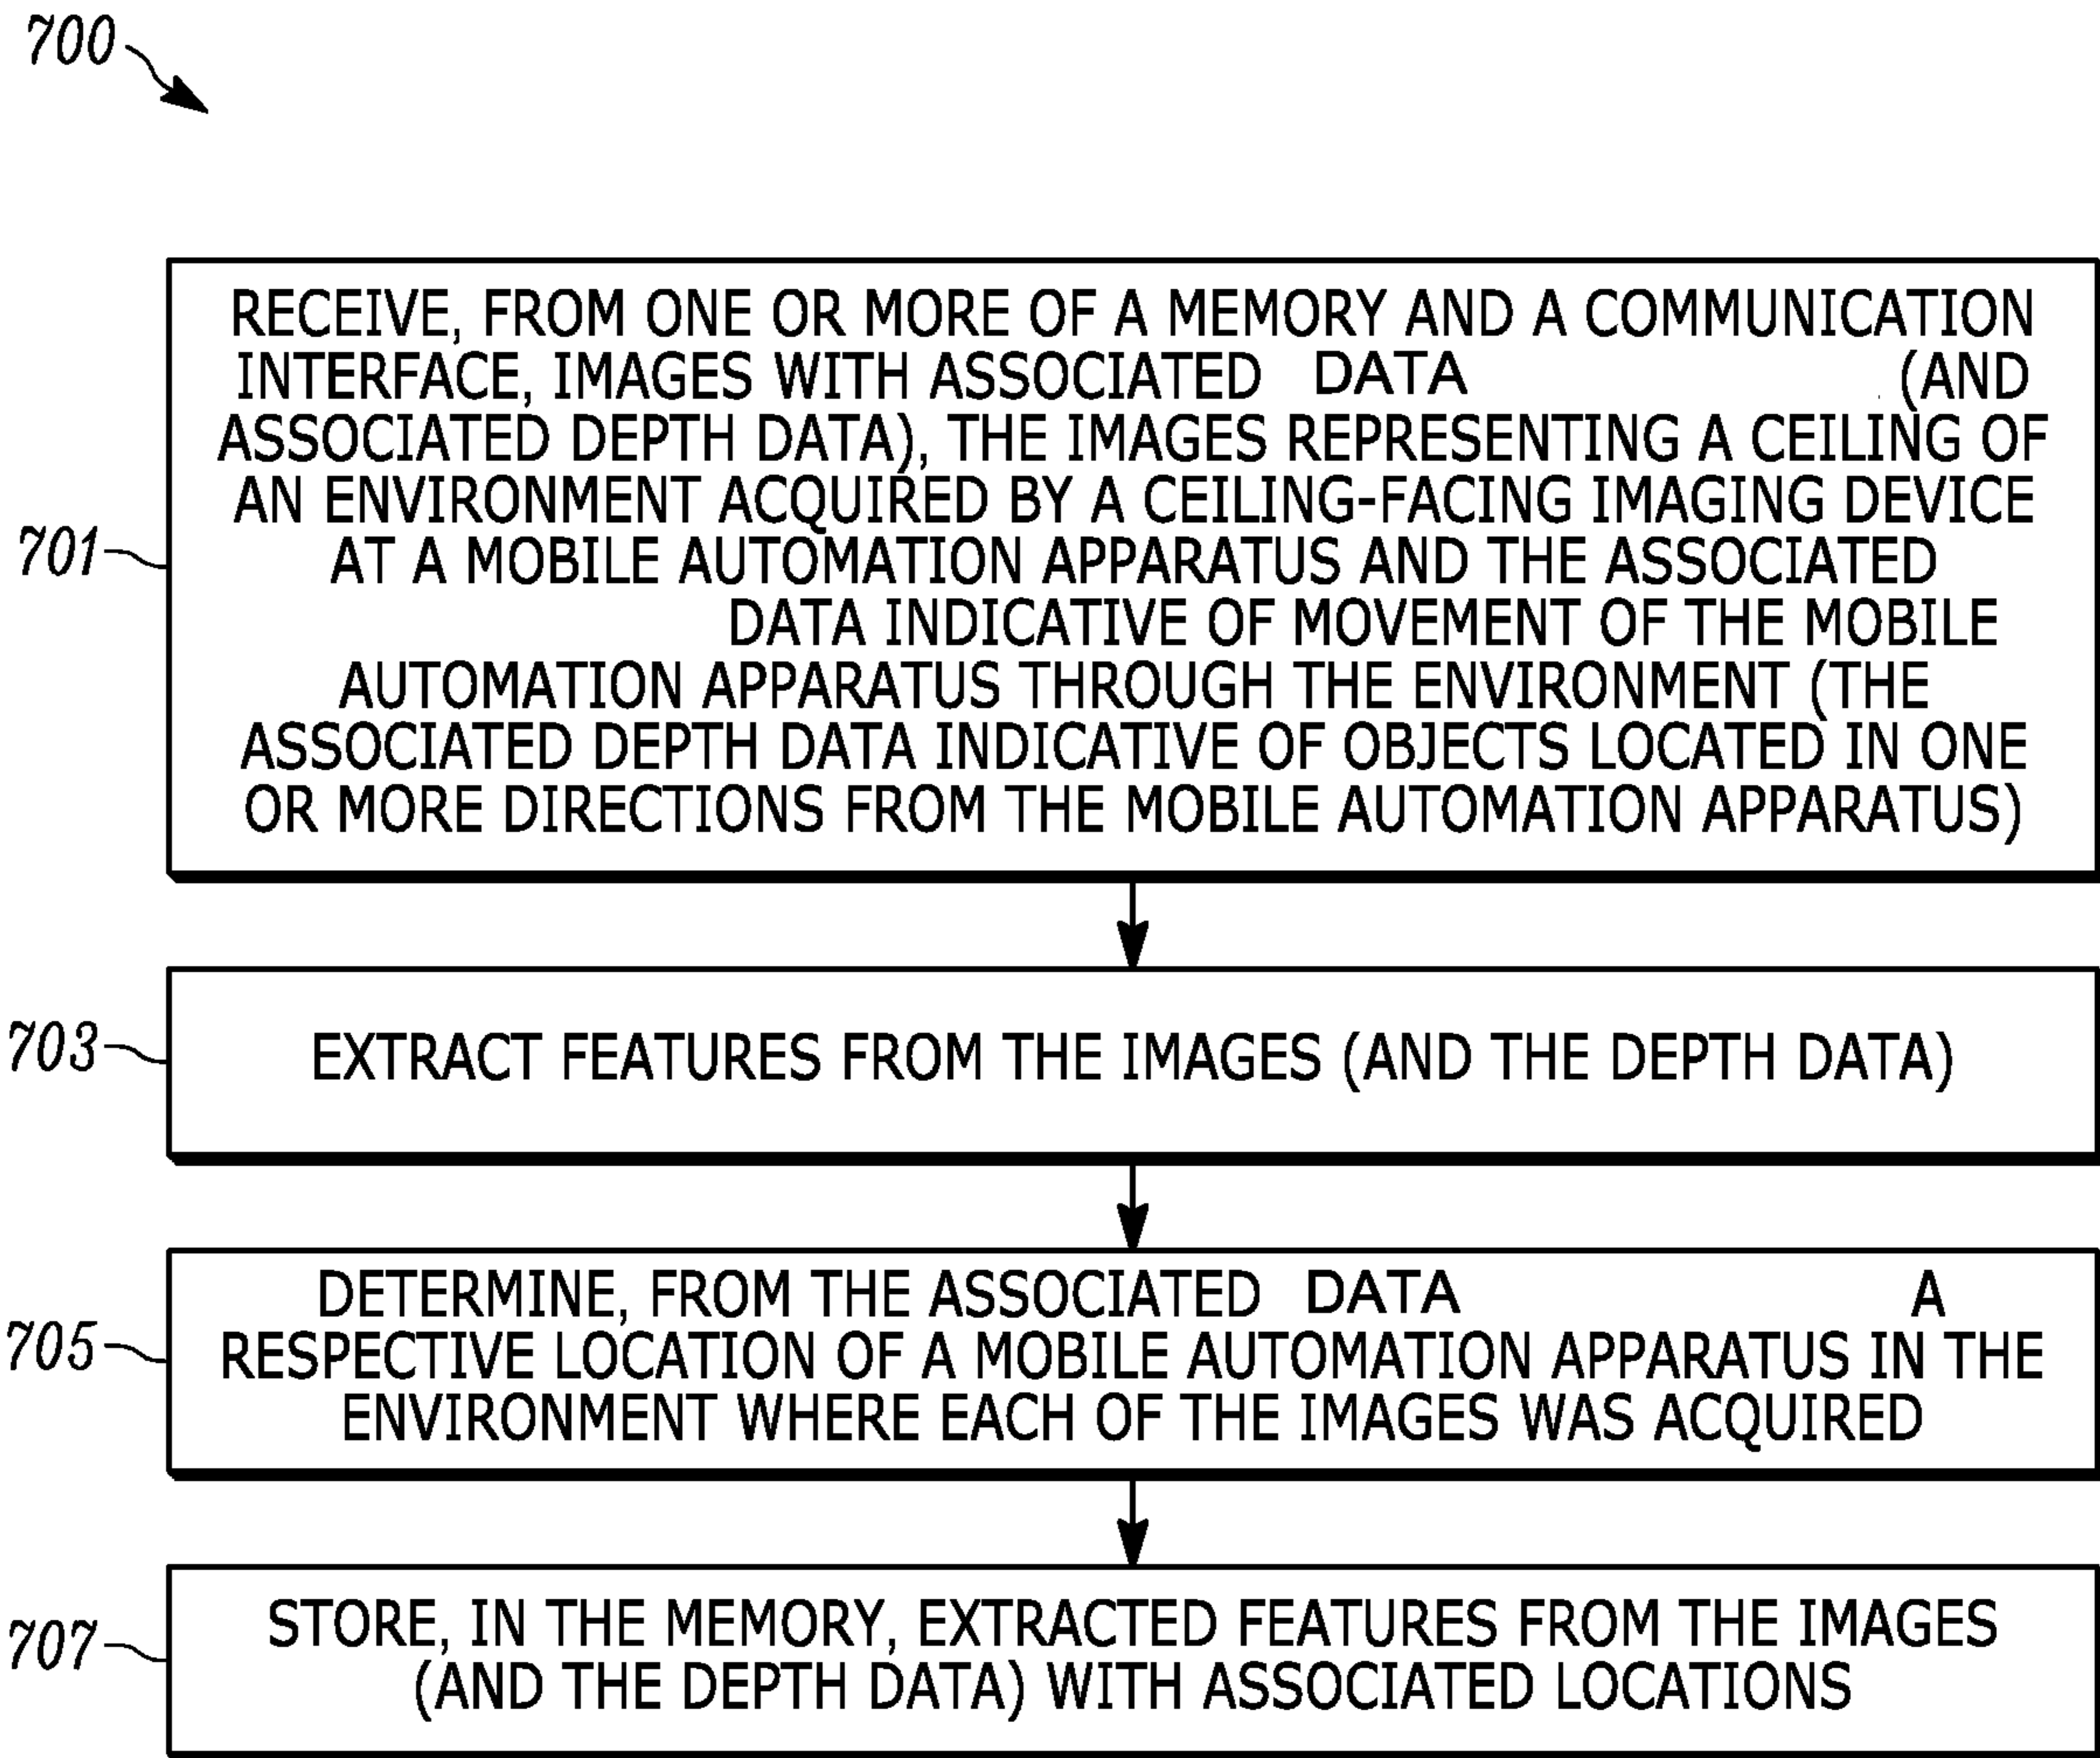 700
RECEIVE, FROM ONE OR MORE OF A MEMORY AND A COMMUNICATION
INTERFACE, IMAGES WITH ASSOCIATED DATA (AND
ASSOCIATED DEPTH DATA), THE IMAGES REPRESENTING A CEILING OF
AN ENVIRONMENT ACQUIRED BY A CEILING-FACING IMAGING DEVICE
701
AT A MOBILE AUTOMATION APPARATUS AND THE ASSOCIATED
DATA INDICATIVE OF MOVEMENT OF THE MOBILE
AUTOMATION APPARATUS THROUGH THE ENVIRONMENT (THE
ASSOCIATED DEPTH DATA INDICATIVE OF OBJECTS LOCATED IN ONE
OR MORE DIRECTIONS FROM THE MOBILE AUTOMATION APPARATUS)
703
EXTRACT FEATURES FROM THE IMAGES (AND THE DEPTH DATA)
DETERMINE, FROM THE ASSOCIATED DATA A
705
RESPECTIVE LOCATION OF A MOBILE AUTOMATION APPARATUS IN THE
ENVIRONMENT WHERE EACH OF THE IMAGES WAS ACQUIRED
STORE, IN THE MEMORY, EXTRACTED FEATURES FROM THE IMAGES
707
(AND THE DEPTH DATA) WITH ASSOCIATED LOCATIONS